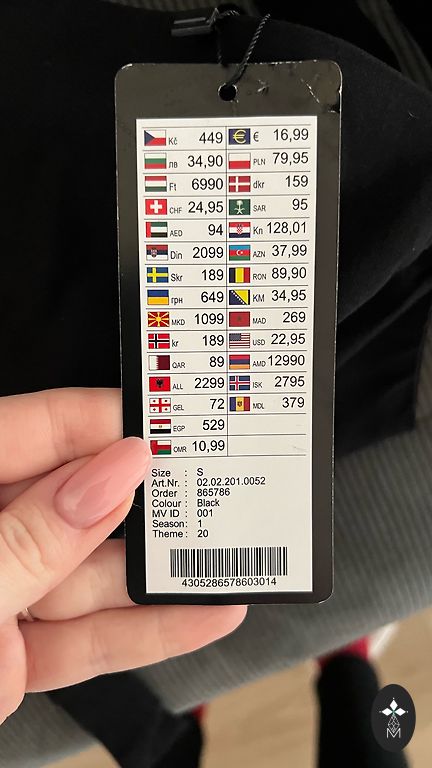 Kč 449 € 16,99
лв 34,90 PLN 79,95
Ft 6990 dkr 159
CHF 24,95 SAR 95
AED 94 Kn 128,01
Din 2099 AZN 37,99
Skr 189 RON 89,90
грн 649 KM 34,95
MKD 1099 MAD 269
kr 189 USD 22,95
QAR 89 AMD 12990
ALL 2299 ISK 2795
GEL 72 MDL 379
EGP 529
OMR 10,99
Size : S
Art.Nr. : 02.02.201.0052
Order : 865786
Colour : Black
MV ID : 001
Season : 1
Theme : 20
4305286578603014
M